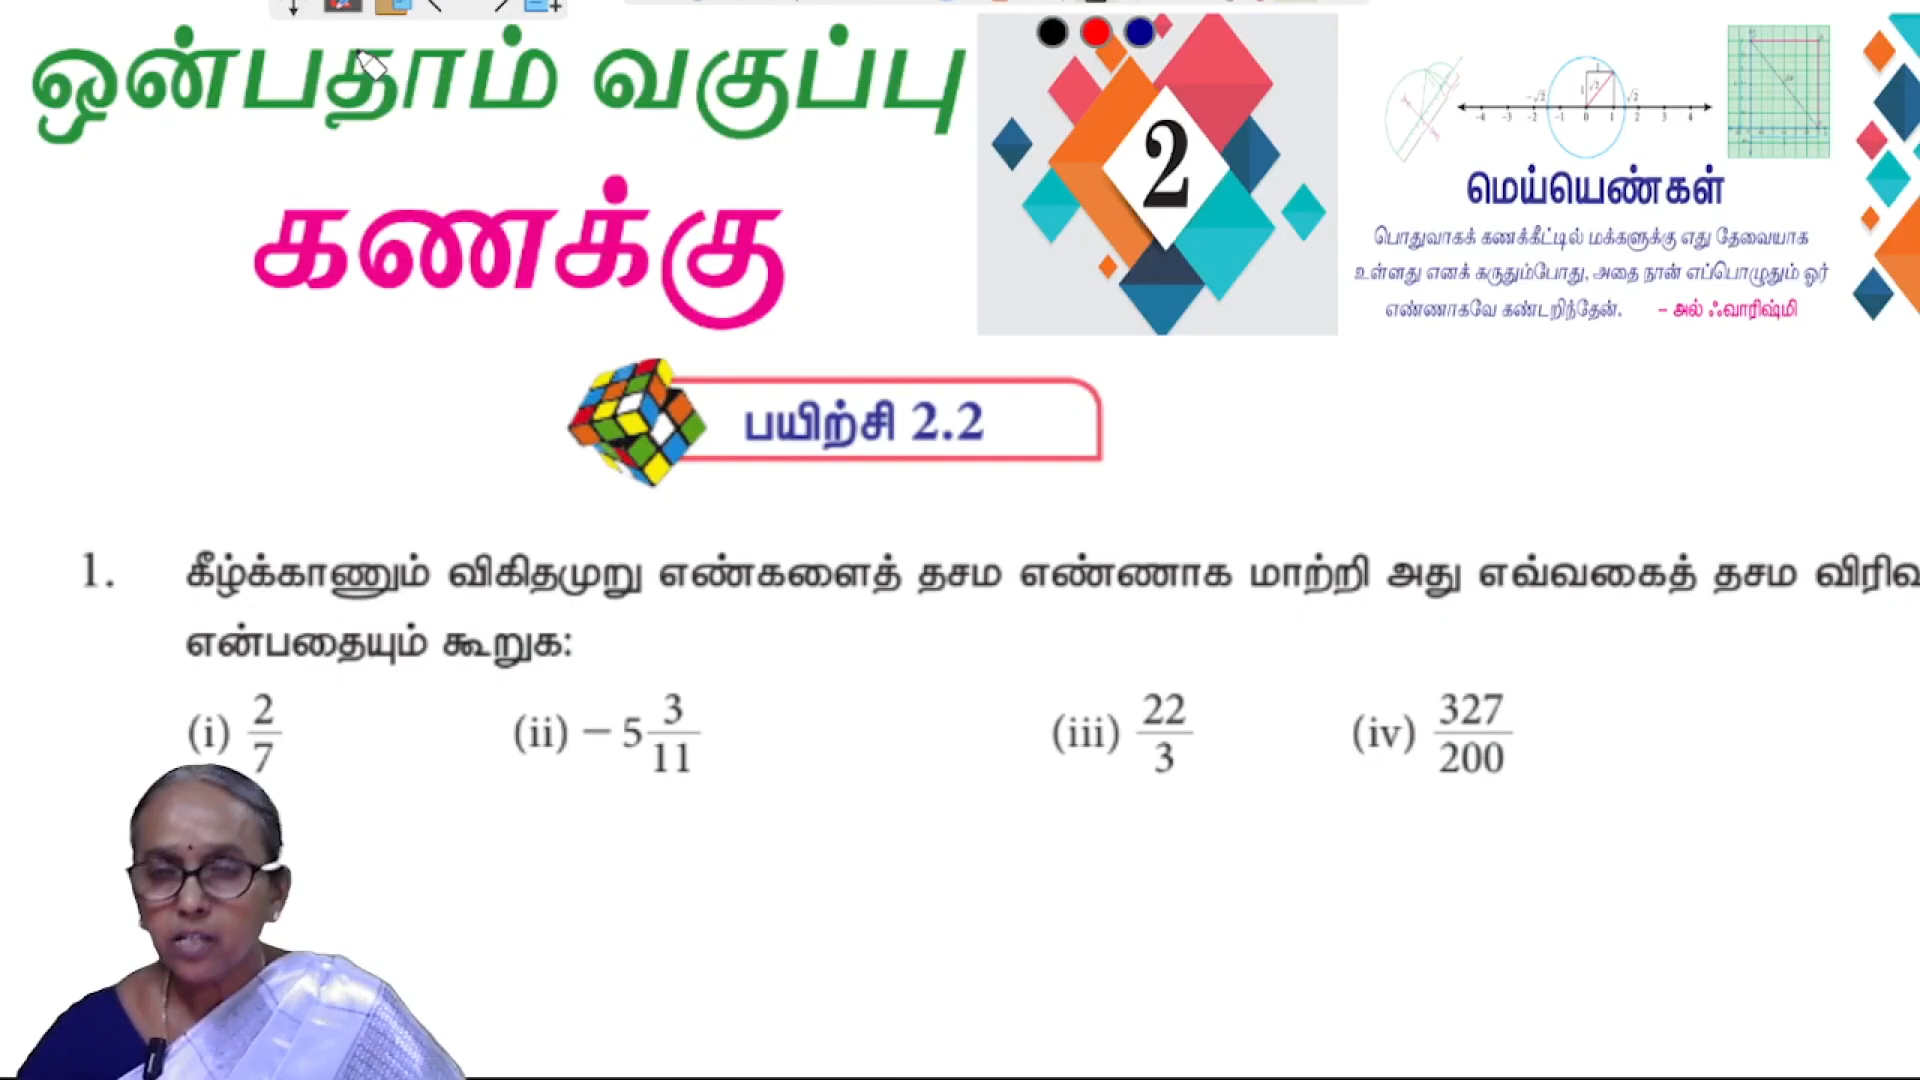 ஒன்பதாம் வகுப்பு
கணக்கு
2
மெய்யெண்கள்
பொதுவாகக் கணக்கீட்டில் மக்களுக்கு எது தேவையாக
உள்ளது எனக் கருதும்போது, அதை நான் எப்பொழுதும் ஓர்
எண்ணாகவே கண்டறிந்தேன். – அல் ஃவாரிஷ்மி
பயிற்சி 2.2
1. கீழ்க்காணும் விகிதமுறு எண்களைத் தசம எண்ணாக மாற்றி அது எவ்வகைத் தசம
என்பதையும் கூறுக:
(i) 2/7 (ii) − 5 3/11 (iii) 22/3 (iv) 327/200